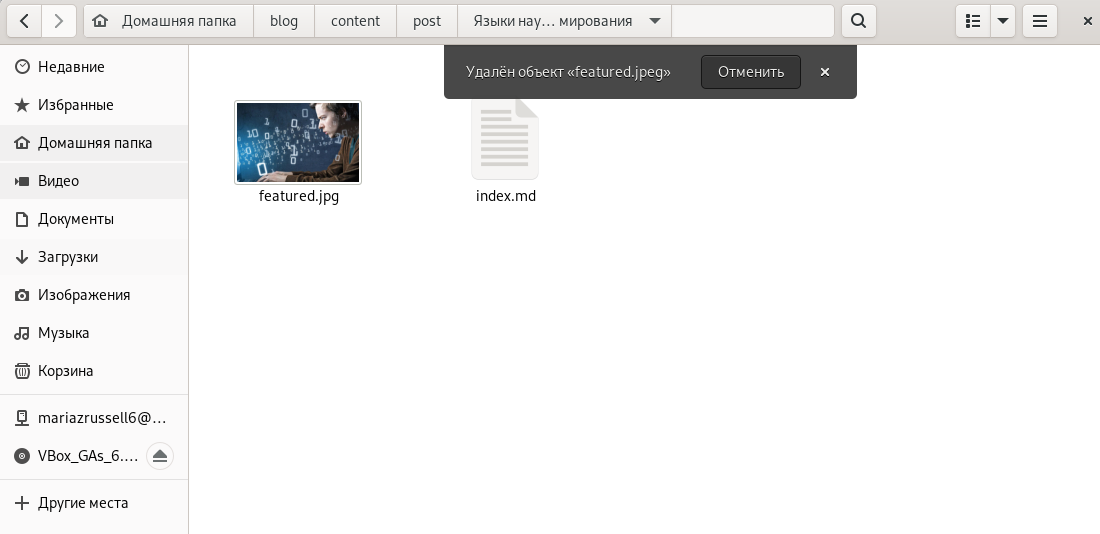 Домашняя папка
blog
content
post
Языки нау… мирования
Удалён объект «featured.jpeg»
Отменить
Недавние
Избранные
Домашняя папка
Видео
Документы
Загрузки
Изображения
Музыка
Корзина
mariazrussell6@…
VBox_GAs_6.…
Другие места
featured.jpg
index.md